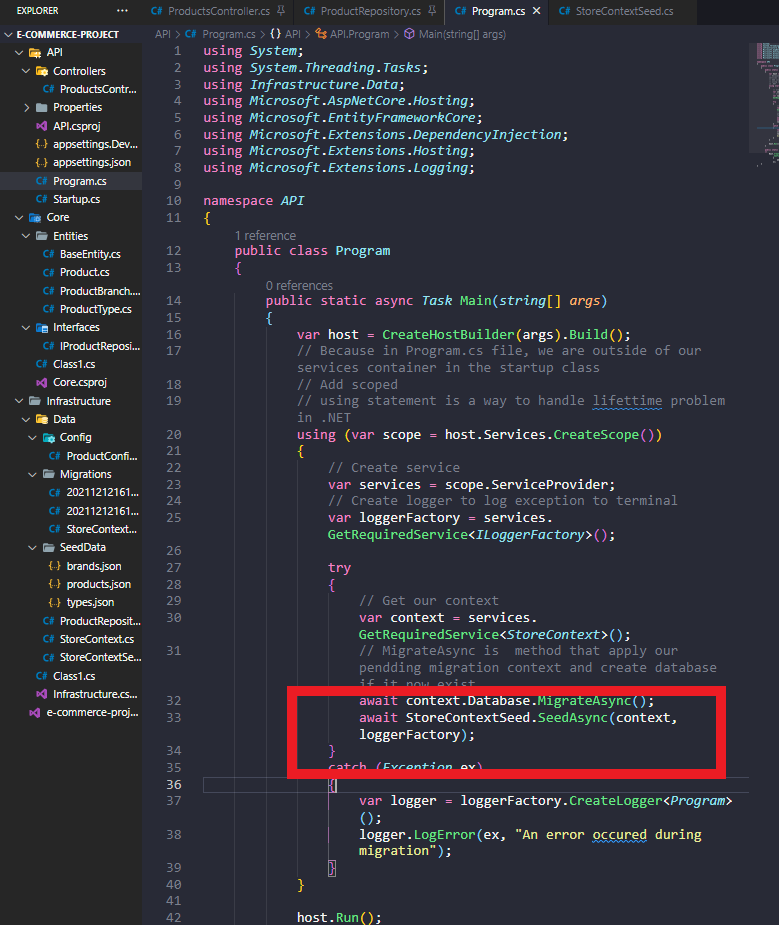 EXPLORER
...
C# ProductsController.cs
C# ProductRepository.cs
C# Program.cs ×
C# StoreContextSeed.cs
E-COMMERCE-PROJECT
API
Controllers
C# ProductsContr...
Properties
API.csproj
{..} appsettings.Dev...
{..} appsettings.json
C# Program.cs
C# Startup.cs
Core
Entities
C# BaseEntity.cs
C# Product.cs
C# ProductBranch....
C# ProductType.cs
Interfaces
C# IProductReposi...
C# Class1.cs
Core.csproj
Infrastructure
Data
Config
C# ProductConfi...
Migrations
C# 20211212161...
C# 20211212161...
C# StoreContext...
SeedData
{..} brands.json
{..} products.json
{..} types.json
C# ProductReposit...
C# StoreContext.cs
C# StoreContextSe...
C# Class1.cs
Infrastructure.cs...
e-commerce-proj...
API > C# Program.cs > {} API > API.Program > Main(string[] args)
1 using System;
2 using System.Threading.Tasks;
3 using Infrastructure.Data;
4 using Microsoft.AspNetCore.Hosting;
5 using Microsoft.EntityFrameworkCore;
6 using Microsoft.Extensions.DependencyInjection;
7 using Microsoft.Extensions.Hosting;
8 using Microsoft.Extensions.Logging;
9
10 namespace API
11 {
1 reference
12 public class Program
13 {
0 references
14 public static async Task Main(string[] args)
15 {
16 var host = CreateHostBuilder(args).Build();
17 // Because in Program.cs file, we are outside of our
services container in the startup class
18 // Add scoped
19 // using statement is a way to handle lifettime problem
in .NET
20 using (var scope = host.Services.CreateScope())
21 {
22 // Create service
23 var services = scope.ServiceProvider;
24 // Create logger to log exception to terminal
25 var loggerFactory = services.
GetRequiredService<ILoggerFactory>();
26
27 try
28 {
29 // Get our context
30 var context = services.
GetRequiredService<StoreContext>();
31 // MigrateAsync is  method that apply our
pendding migration context and create database
if it now exist
32 await context.Database.MigrateAsync();
33 await StoreContextSeed.SeedAsync(context,
loggerFactory);
34 }
35 catch (Exception ex)
36 {
37 var logger = loggerFactory.CreateLogger<Program>
();
38 logger.LogError(ex, "An error occured during
migration");
39 }
40 }
41
42 host.Run();